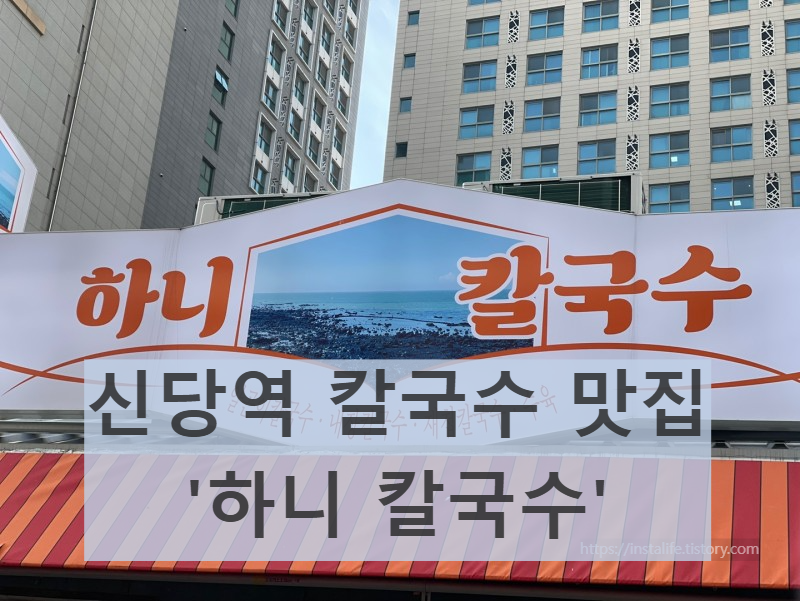 하니 칼국수
신당역 칼국수 맛집
'하니 칼국수'
https://instalife.tistory.com